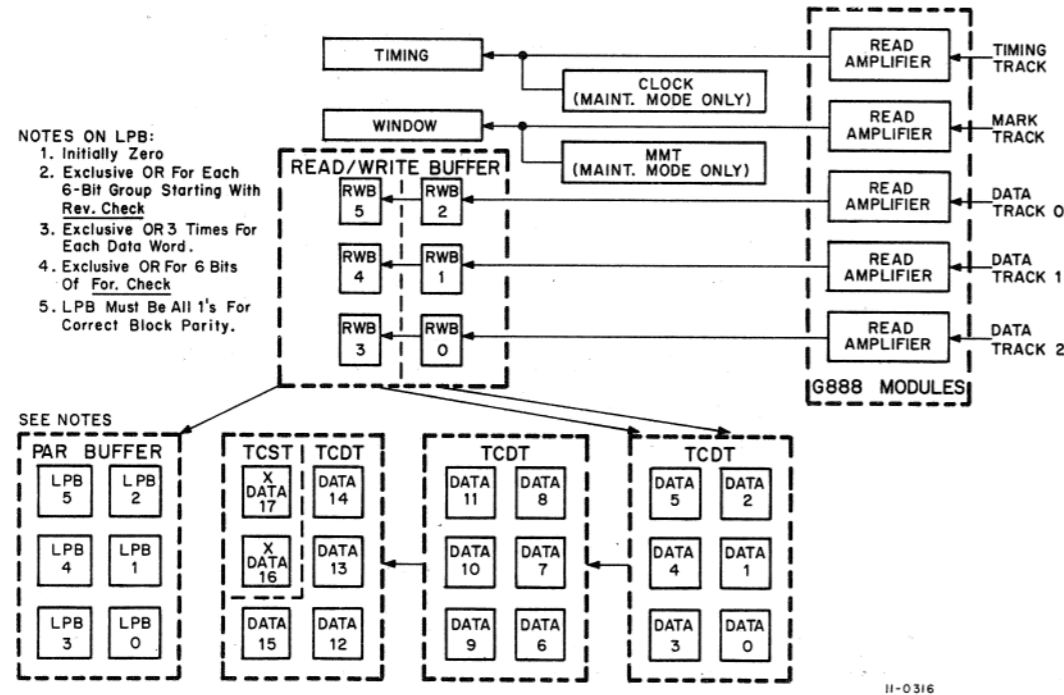 TIMING
READ
AMPLIFIER
TIMING
TRACK
CLOCK
(MAINT. MODE ONLY)
WINDOW
READ
AMPLIFIER
MARK
TRACK
MMT
(MAINT. MODE ONLY)
NOTES ON LPB:
1. Initially Zero
2. Exclusive OR For Each
6-Bit Group Starting With
Rev. Check
3. Exclusive OR 3 Times For
Each Data Word.
4. Exclusive OR For 6 Bits
Of For. Check
5. LPB Must Be All 1's For
Correct Block Parity.
READ/WRITE BUFFER
RWB
5
RWB
2
READ
AMPLIFIER
DATA
TRACK 0
RWB
4
RWB
1
READ
AMPLIFIER
DATA
TRACK 1
RWB
3
RWB
0
READ
AMPLIFIER
DATA
TRACK 2
G888 MODULES
SEE NOTES
PAR BUFFER
LPB
5
LPB
2
LPB
4
LPB
1
LPB
3
LPB
0
TCST
TCDT
X
DATA
17
DATA
14
X
DATA
16
DATA
13
DATA
15
DATA
12
TCDT
DATA
11
DATA
8
DATA
10
DATA
7
DATA
9
DATA
6
TCDT
DATA
5
DATA
2
DATA
4
DATA
1
DATA
3
DATA
0
11-0316